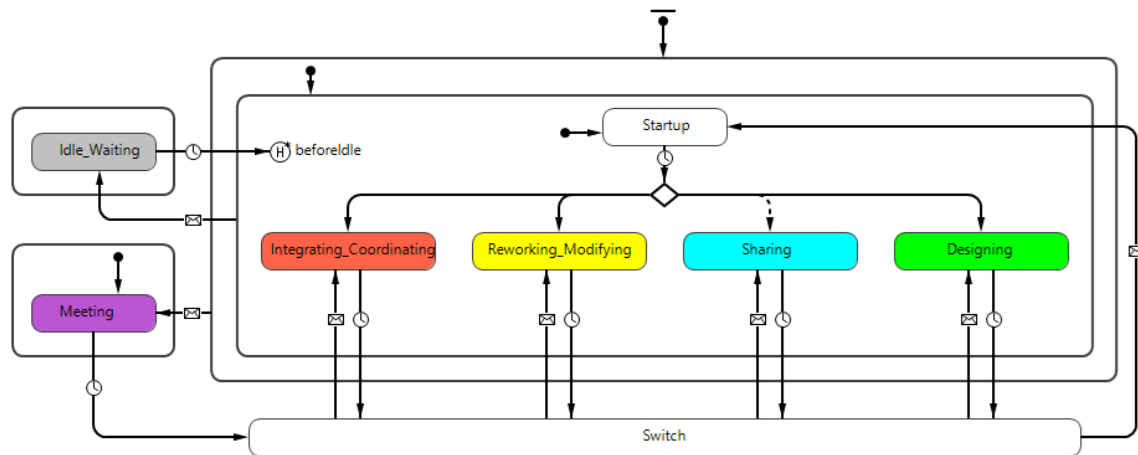 Startup
Idle_Waiting
H* beforeIdle
Integrating_Coordinating
Reworking_Modifying
Sharing
Designing
Meeting
Switch